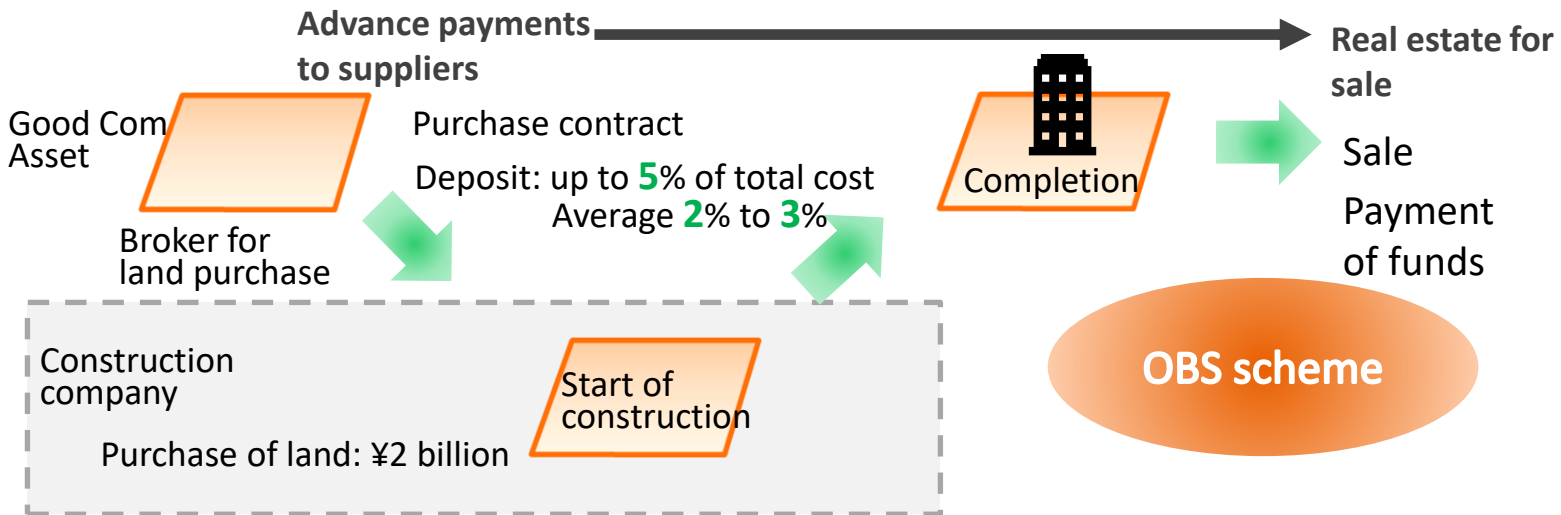 Advance payments
to suppliers
Real estate for
sale
Good Com
Asset
Purchase contract
Deposit: up to 5% of total cost
Average 2% to 3%
Broker for
land purchase
Completion
Sale
Payment
of funds
Construction
company
Start of
construction
Purchase of land: ¥2 billion
OBS scheme